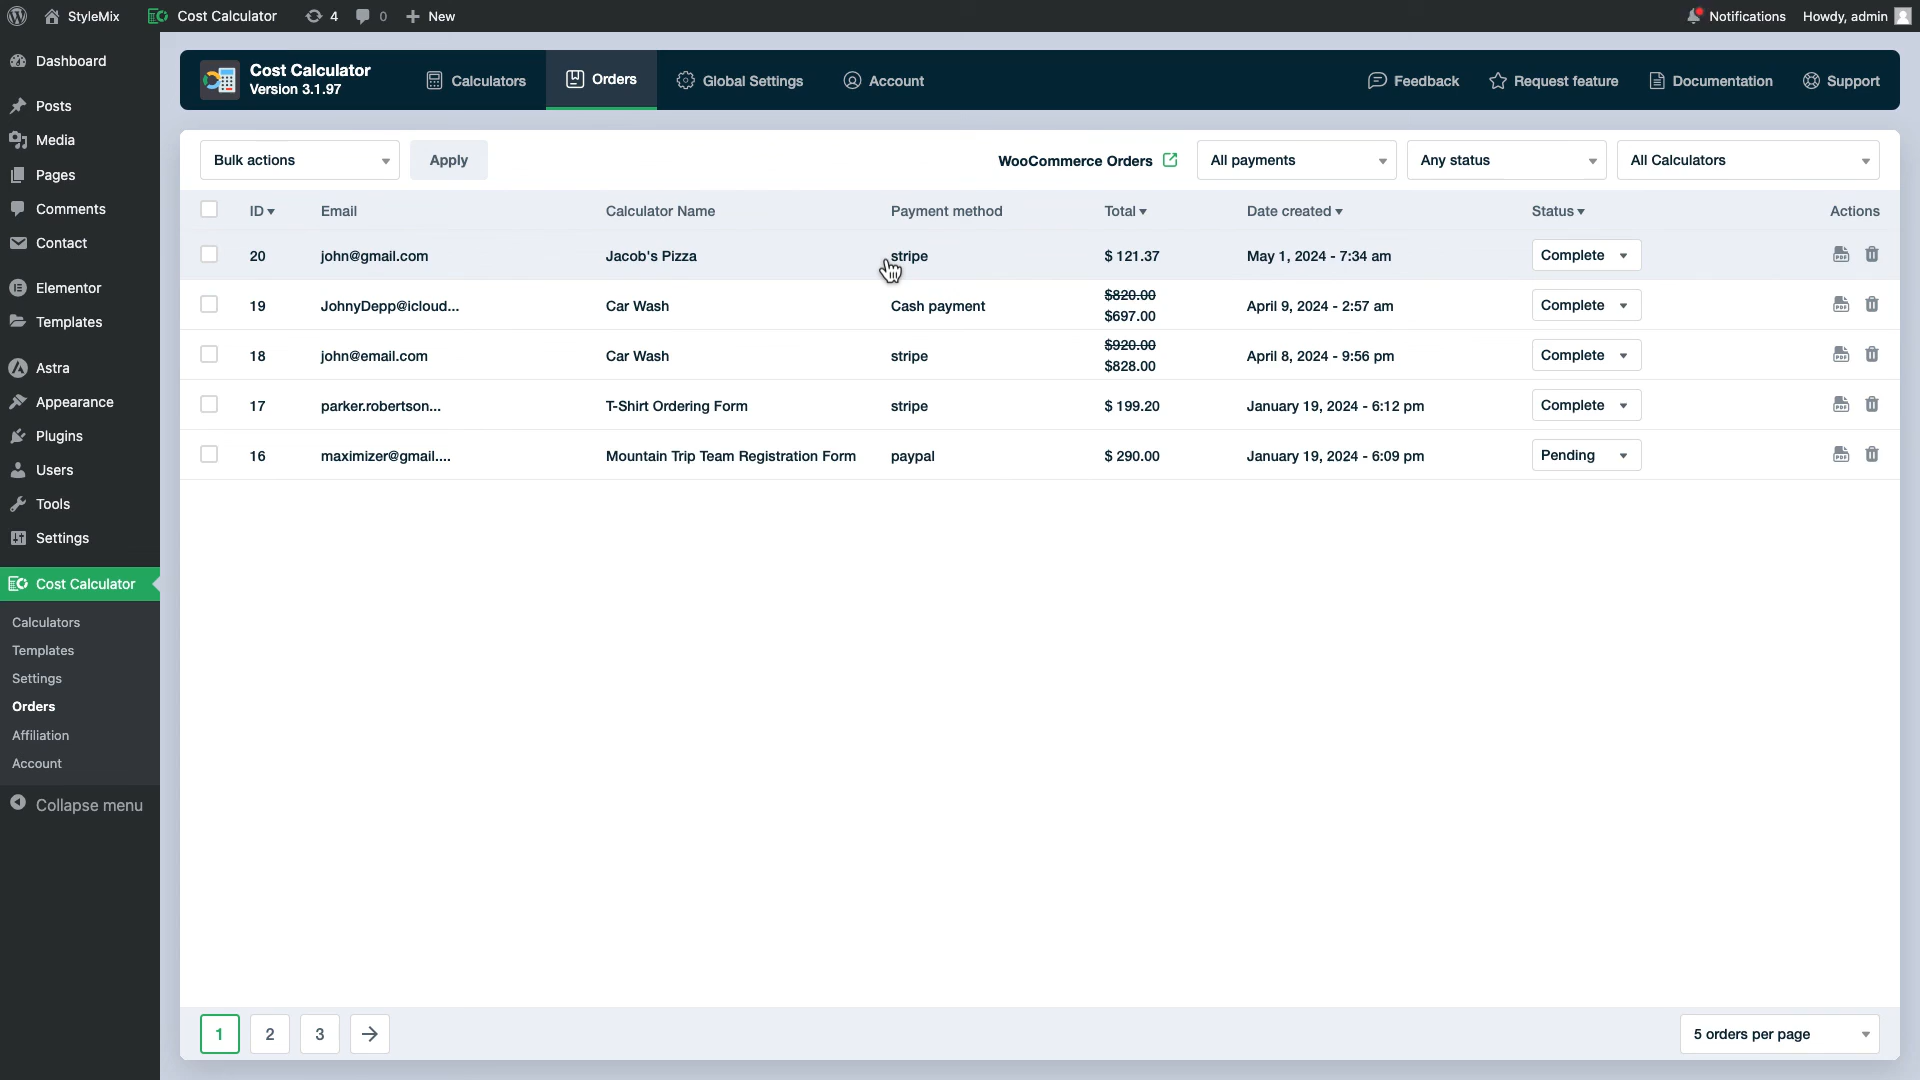 StyleMix
Cost Calculator
4
0
New
Notifications
Howdy, admin
Dashboard
Posts
Media
Pages
Comments
Contact
Elementor
Templates
Astra
Appearance
Plugins
Users
Tools
Settings
Cost Calculator
Calculators
Templates
Settings
Orders
Affiliation
Account
Collapse menu
Cost Calculator
Version 3.1.97
Calculators
Orders
Global Settings
Account
Feedback
Request feature
Documentation
Support
Bulk actions
Apply
WooCommerce Orders
All payments
Any status
All Calculators
ID
Email
Calculator Name
Payment method
Total
Date created
Status
Actions
20
john@gmail.com
Jacob's Pizza
stripe
$ 121.37
May 1, 2024 - 7:34 am
Complete
PDF
19
JohnyDepp@icloud...
Car Wash
Cash payment
$820.00
$697.00
April 9, 2024 - 2:57 am
Complete
PDF
18
john@email.com
Car Wash
stripe
$920.00
$828.00
April 8, 2024 - 9:56 pm
Complete
PDF
17
parker.robertson...
T-Shirt Ordering Form
stripe
$ 199.20
January 19, 2024 - 6:12 pm
Complete
PDF
16
maximizer@gmail....
Mountain Trip Team Registration Form
paypal
$ 290.00
January 19, 2024 - 6:09 pm
Pending
PDF
1
2
3
5 orders per page